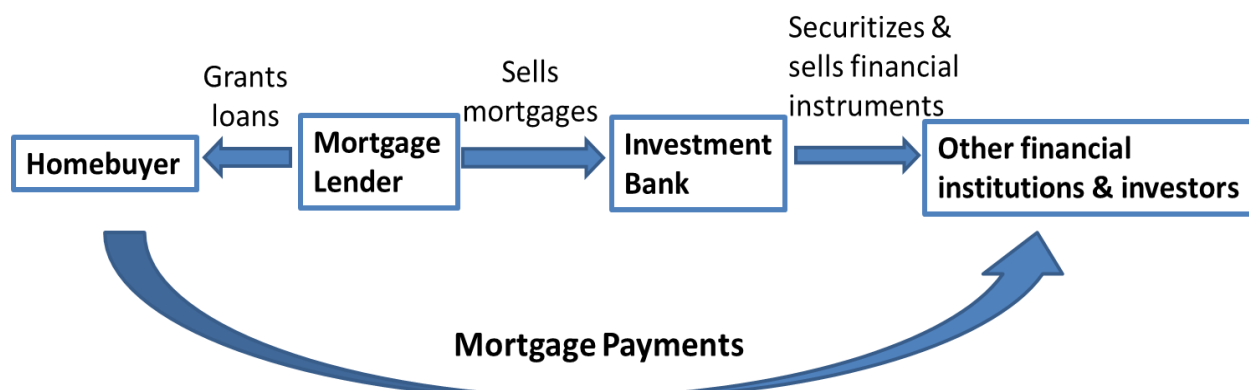 Grants
loans
Sells
mortgages
Securitizes &
sells financial
instruments
Homebuyer
Mortgage
Lender
Investment
Bank
Other financial
institutions & investors
Mortgage Payments